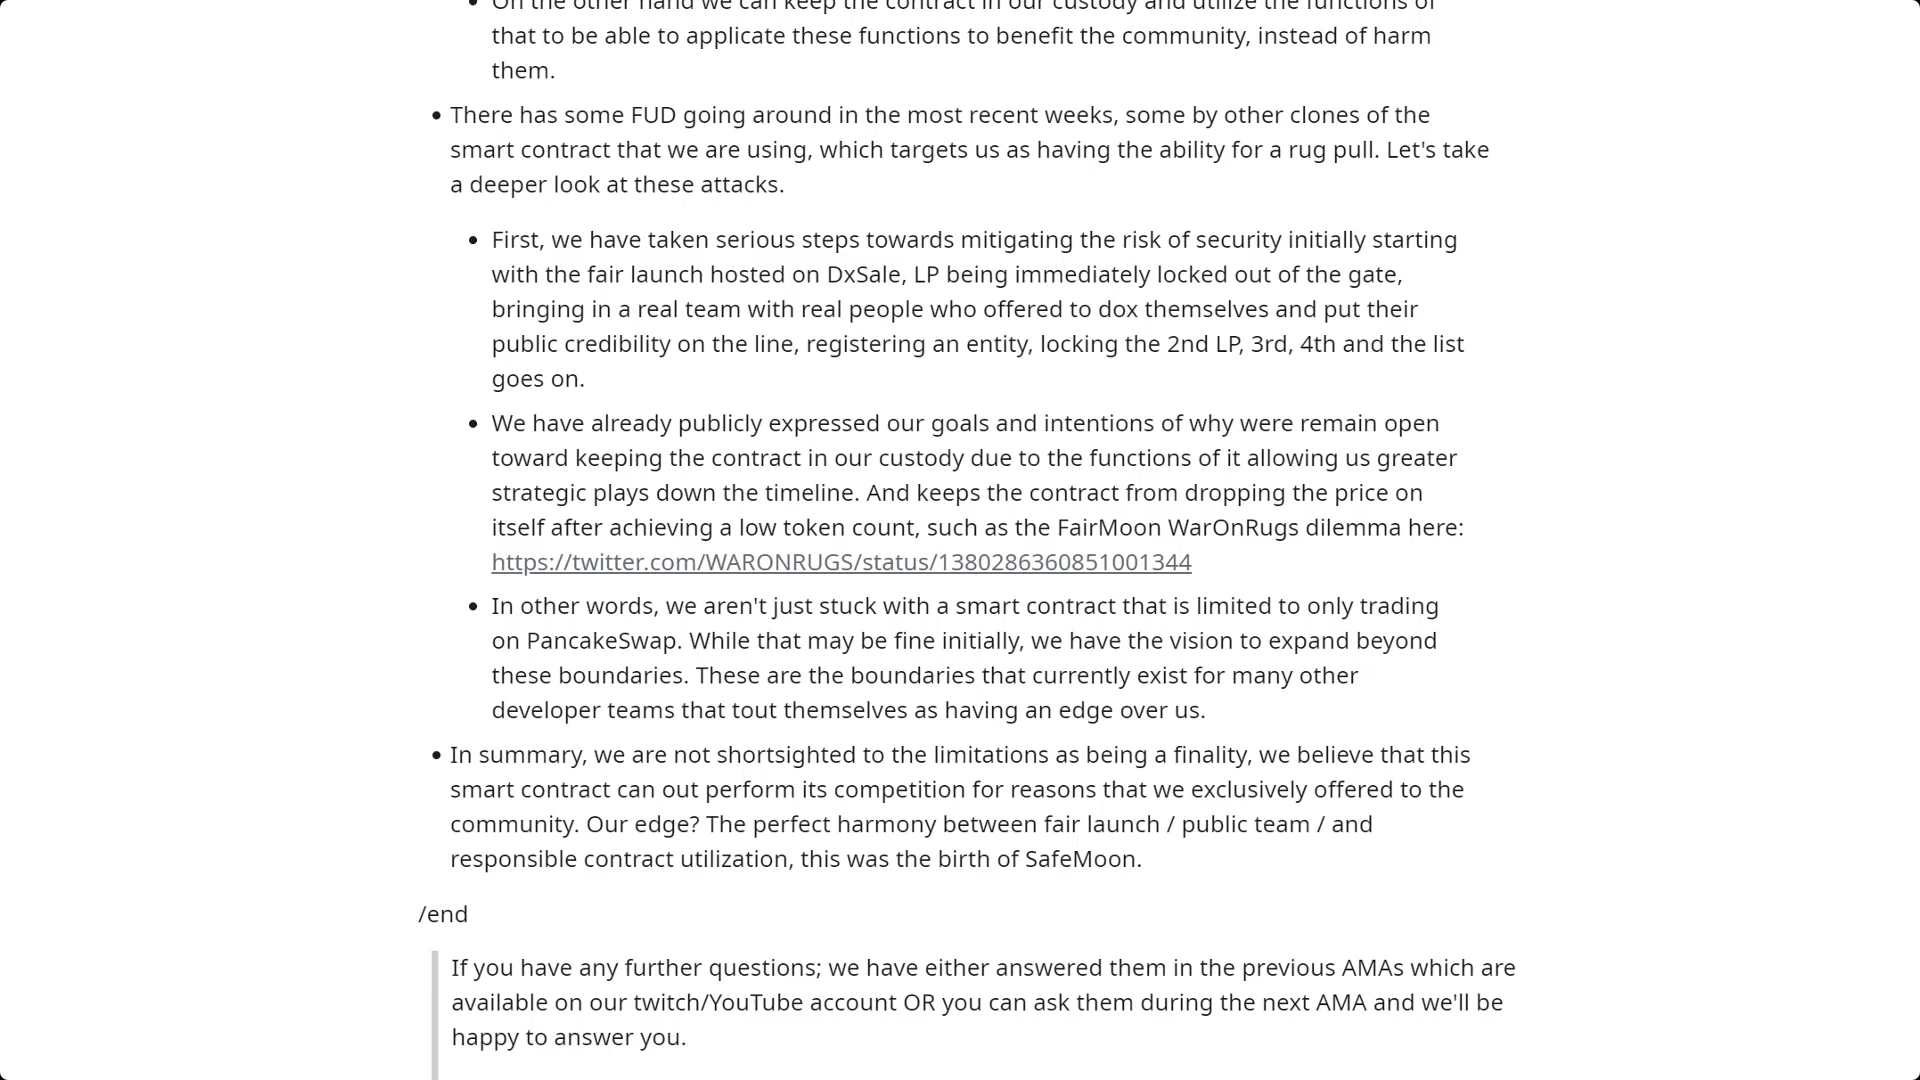 On the other hand we can keep the contract in our custody and utilize the functions of
that to be able to applicate these functions to benefit the community, instead of harm
them.
There has some FUD going around in the most recent weeks, some by other clones of the
smart contract that we are using, which targets us as having the ability for a rug pull. Let's take
a deeper look at these attacks.
First, we have taken serious steps towards mitigating the risk of security initially starting
with the fair launch hosted on DxSale, LP being immediately locked out of the gate,
bringing in a real team with real people who offered to dox themselves and put their
public credibility on the line, registering an entity, locking the 2nd LP, 3rd, 4th and the list
goes on.
We have already publicly expressed our goals and intentions of why were remain open
toward keeping the contract in our custody due to the functions of it allowing us greater
strategic plays down the timeline. And keeps the contract from dropping the price on
itself after achieving a low token count, such as the FairMoon WarOnRugs dilemma here:
https://twitter.com/WARONRUGS/status/1380286360851001344
In other words, we aren't just stuck with a smart contract that is limited to only trading
on PancakeSwap. While that may be fine initially, we have the vision to expand beyond
these boundaries. These are the boundaries that currently exist for many other
developer teams that tout themselves as having an edge over us.
In summary, we are not shortsighted to the limitations as being a finality, we believe that this
smart contract can out perform its competition for reasons that we exclusively offered to the
community. Our edge? The perfect harmony between fair launch / public team / and
responsible contract utilization, this was the birth of SafeMoon.
/end
If you have any further questions; we have either answered them in the previous AMAs which are
available on our twitch/YouTube account OR you can ask them during the next AMA and we'll be
happy to answer you.